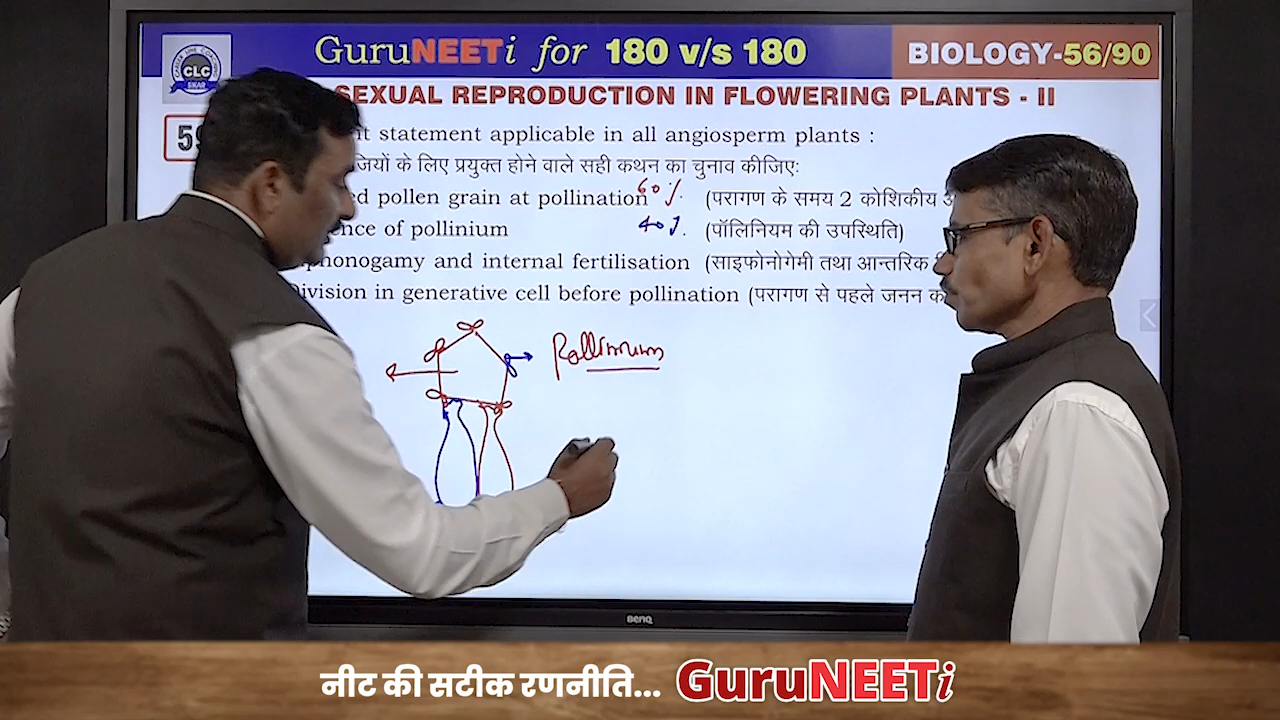 GuruNEETi for 180 v/s 180
BIOLOGY-56/90
CLC
SIKAR
SEXUAL REPRODUCTION IN FLOWERING PLANTS - II
statement applicable in all angiosperm plants :
के लिए प्रयुक्त होने वाले सही कथन का चुनाव कीजिए:
pollen grain at pollination 60% (परागण के समय 2 कोशिकीय
of pollinium 40%. (पॉलिनियम की उपस्थिति)
phonogamy and internal fertilisation (साइफोनोगेमी तथा आन्तरिक
Division in generative cell before pollination (परागण से पहले जनन
Pollinium
BenQ
नीट की सटीक रणनीति... GuruNEETi